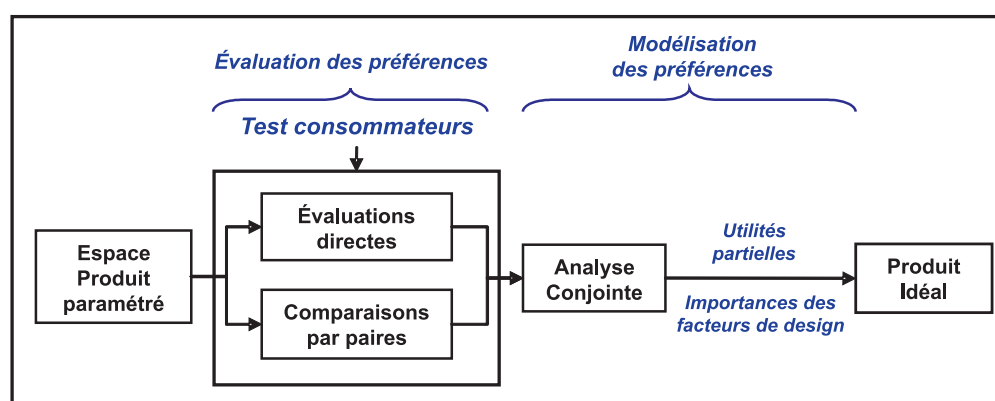 Évaluation des préférences
Modélisation
des préférences
Test consommateurs
Espace
Produit
paramétré
Évaluations
directes
Comparaisons
par paires
Analyse
Conjointe
Utilités
partielles
Importances des
facteurs de design
Produit
Idéal